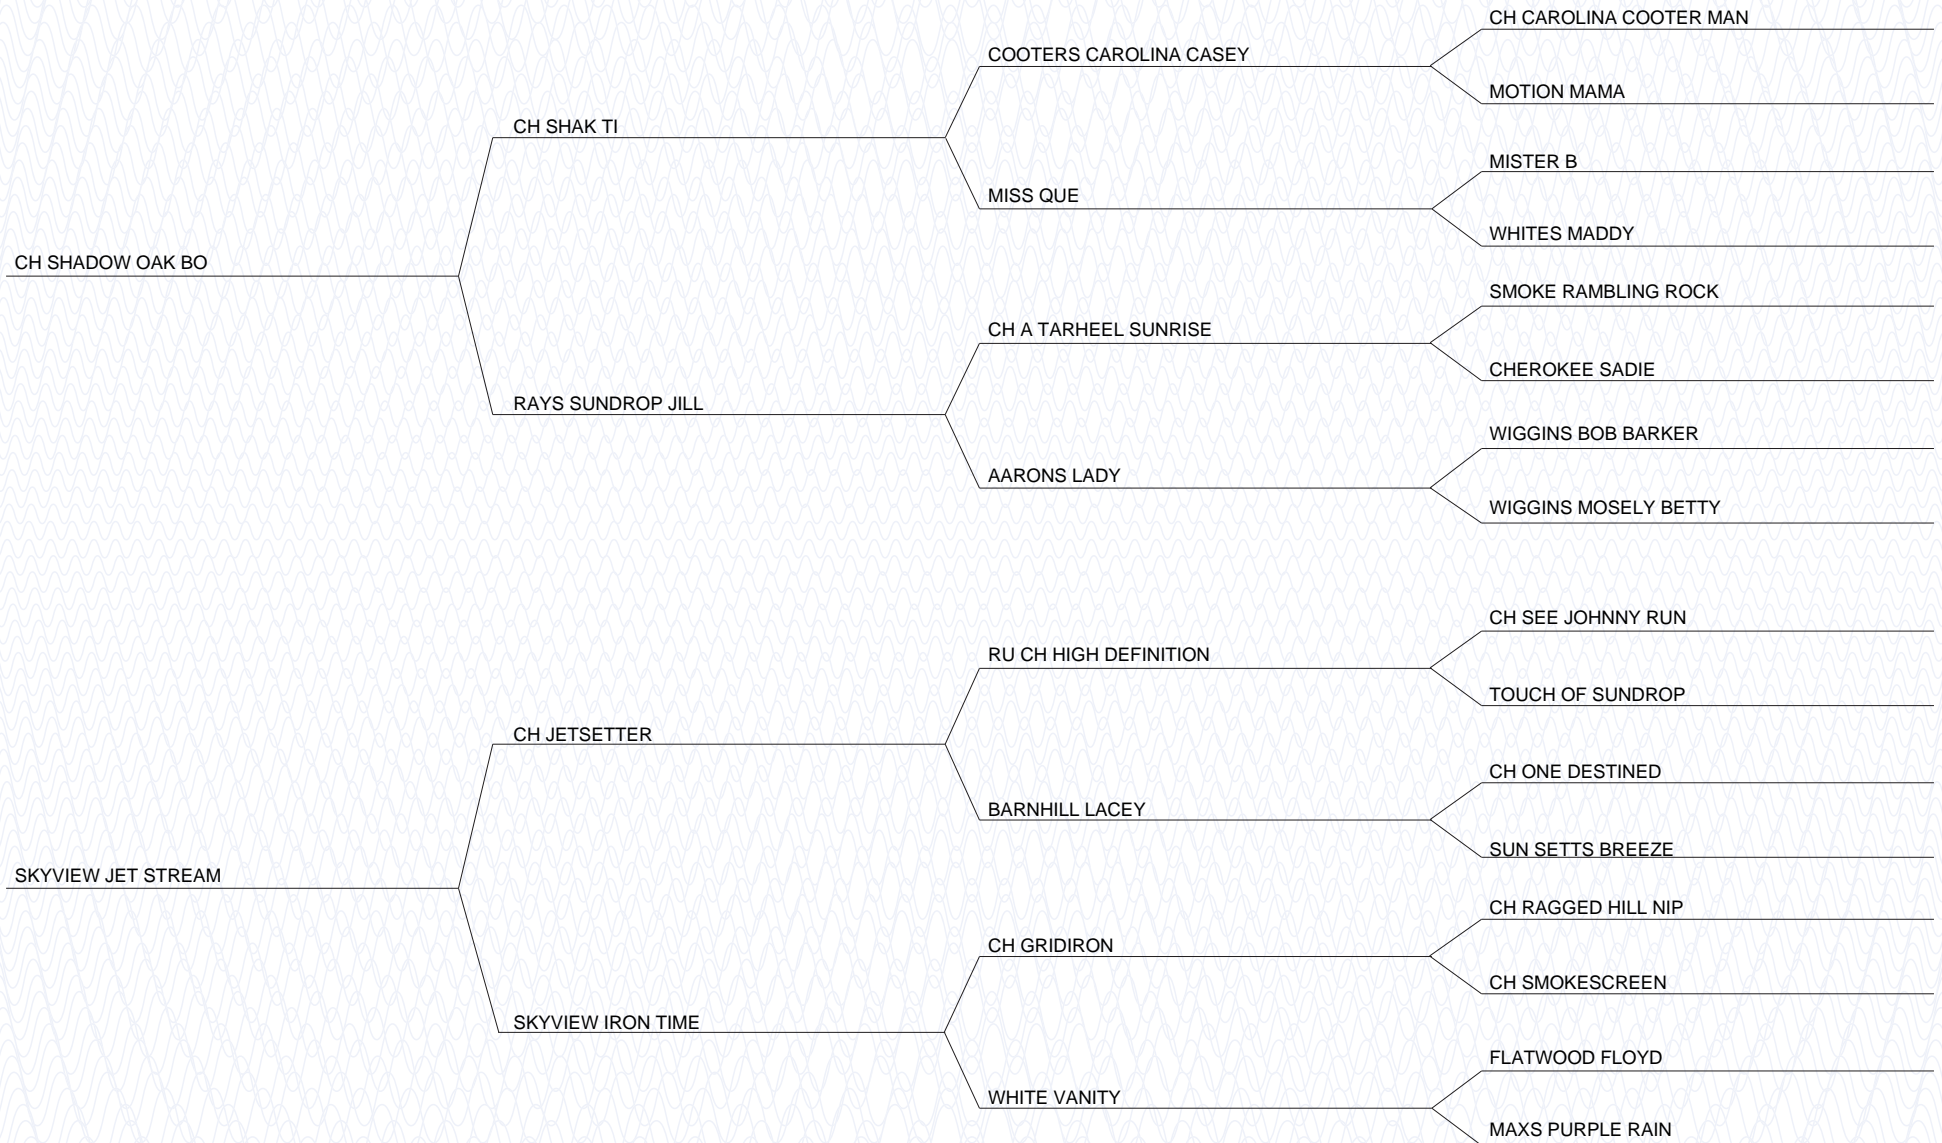 CH CAROLINA COOTER MAN
COOTERS CAROLINA CASEY
MOTION MAMA
CH SHAK TI
MISTER B
MISS QUE
WHITES MADDY
CH SHADOW OAK BO
SMOKE RAMBLING ROCK
CH A TARHEEL SUNRISE
CHEROKEE SADIE
RAYS SUNDROP JILL
WIGGINS BOB BARKER
AARONS LADY
WIGGINS MOSELY BETTY
CH SEE JOHNNY RUN
RU CH HIGH DEFINITION
TOUCH OF SUNDROP
CH JETSETTER
CH ONE DESTINED
BARNHILL LACEY
SUN SETTS BREEZE
SKYVIEW JET STREAM
CH RAGGED HILL NIP
CH GRIDIRON
CH SMOKESCREEN
SKYVIEW IRON TIME
FLATWOOD FLOYD
WHITE VANITY
MAXS PURPLE RAIN